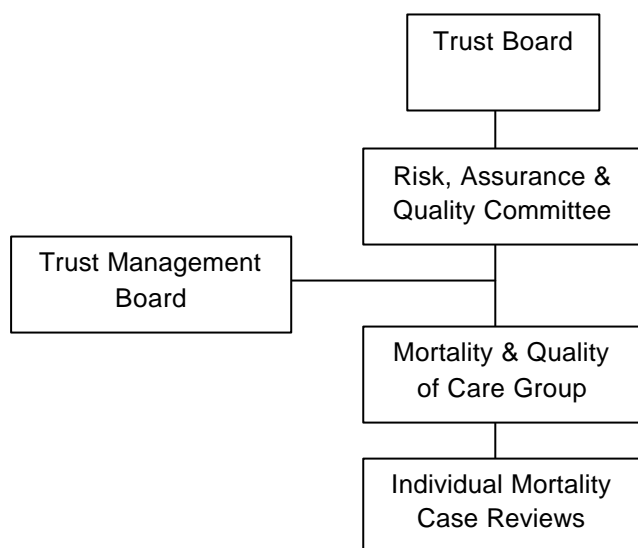 Trust Board
Risk, Assurance &
Quality Committee
Trust Management
Board
Mortality & Quality
of Care Group
Individual Mortality
Case Reviews